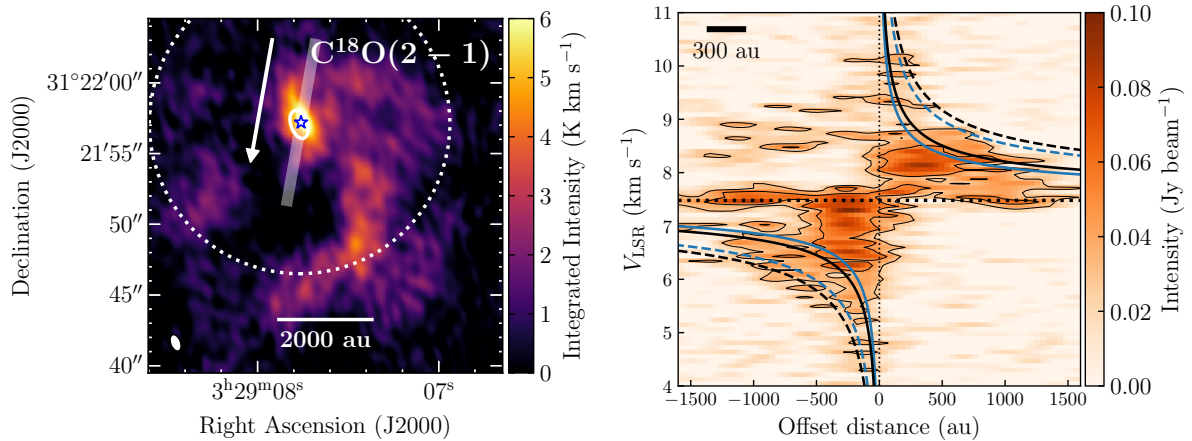 C¹⁸O(2 − 1)
31°22′00″
21′55″
50″
45″
40″
Declination (J2000)
2000 au
3ʰ29ᵐ08ˢ
07ˢ
Right Ascension (J2000)
6
5
4
3
2
1
0
Integrated Intensity (K km s⁻¹)
300 au
11
10
9
8
7
6
5
4
V_LSR (km s⁻¹)
−1500 −1000 −500 0 500 1000 1500
Offset distance (au)
0.10
0.08
0.06
0.04
0.02
0.00
Intensity (Jy beam⁻¹)